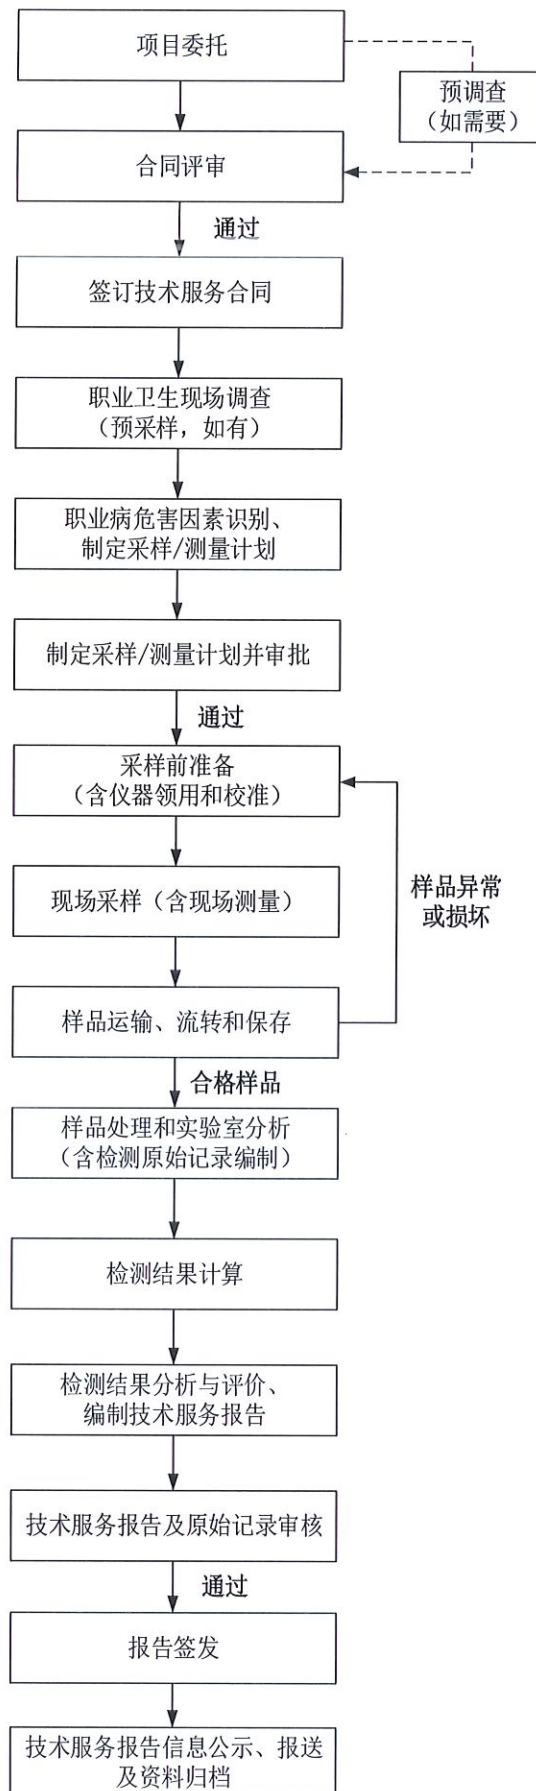 项目委托
预调查
（如需要）
合同评审
通过
签订技术服务合同
职业卫生现场调查
（预采样，如有）
职业病危害因素识别、
制定采样/测量计划
制定采样/测量计划并审批
通过
采样前准备
（含仪器领用和校准）
现场采样（含现场测量）
样品异常
或损坏
样品运输、流转和保存
合格样品
样品处理和实验室分析
（含检测原始记录编制）
检测结果计算
检测结果分析与评价、
编制技术服务报告
技术服务报告及原始记录审核
通过
报告签发
技术服务报告信息公示、报送
及资料归档